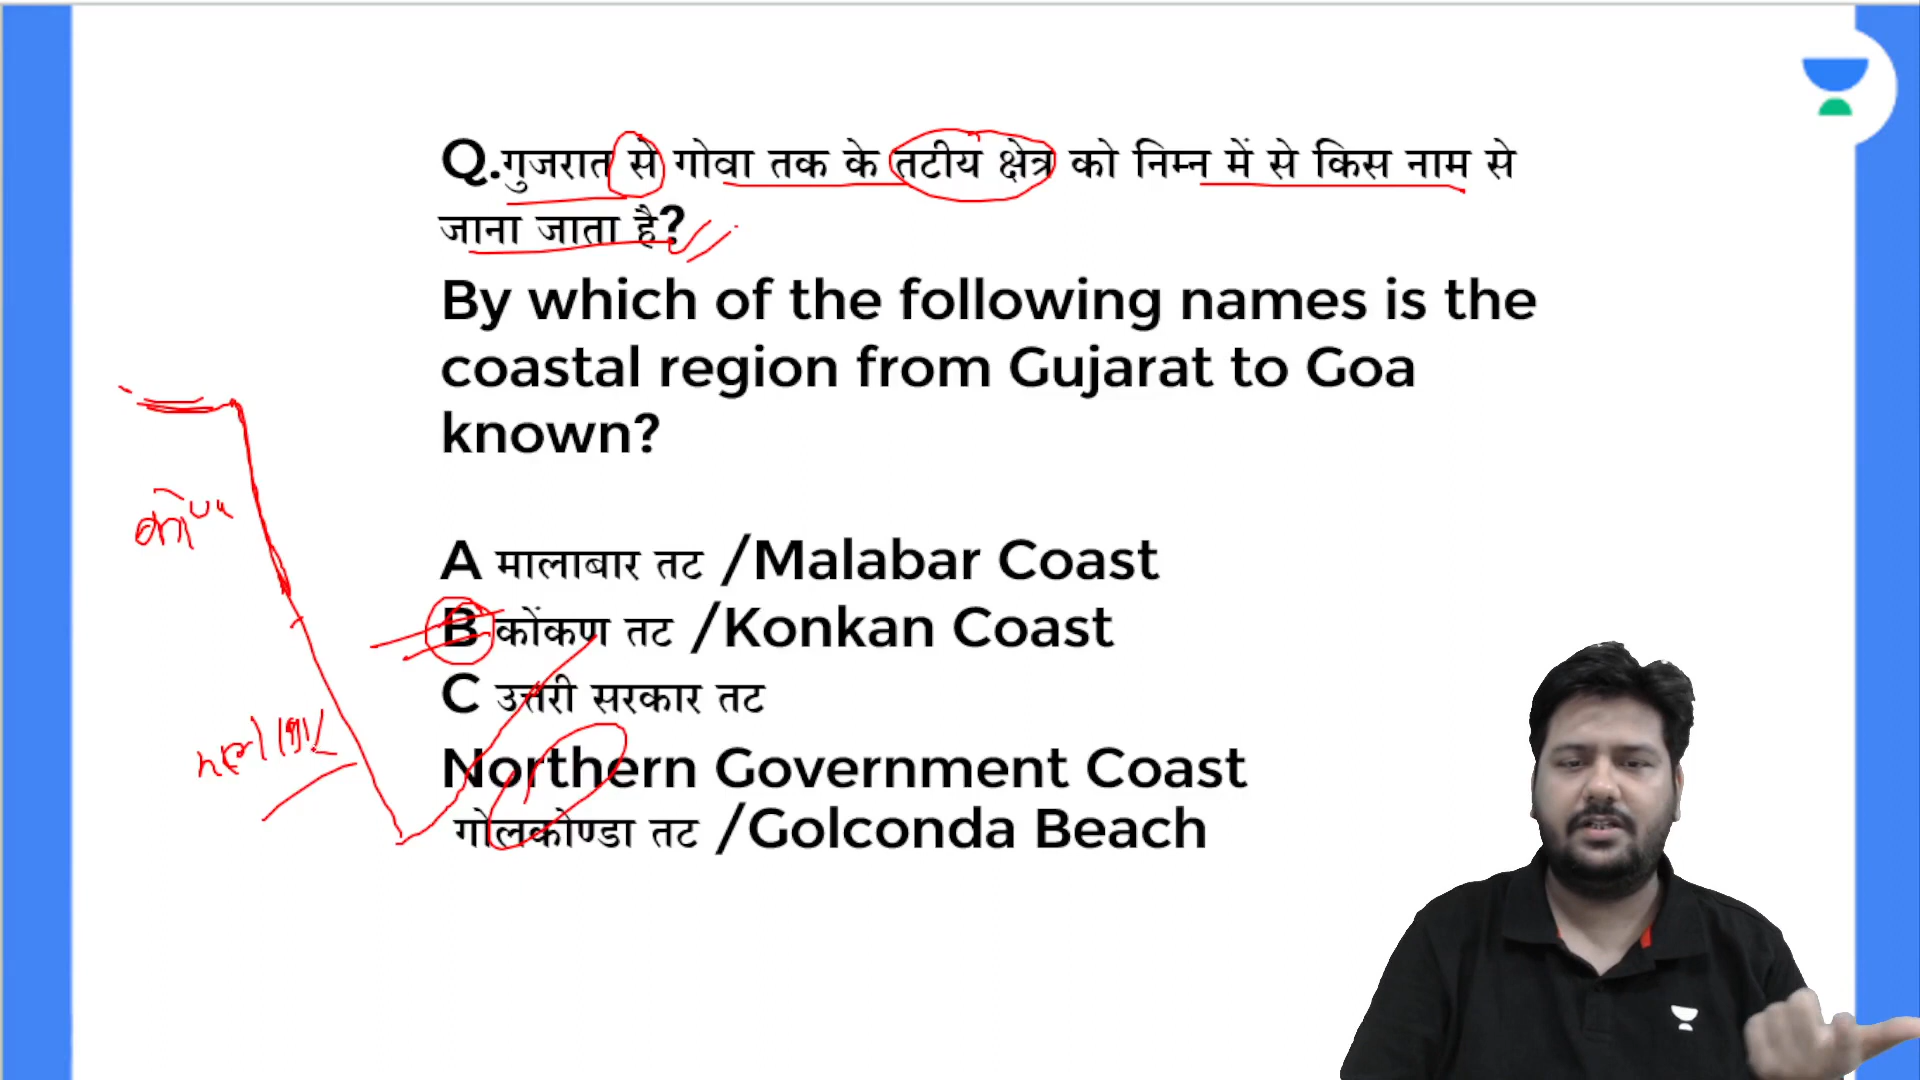 Q.गुजरात से गोवा तक के तटीय क्षेत्र को निम्न में से किस नाम से
जाना जाता है?
By which of the following names is the
coastal region from Gujarat to Goa
known?
A मालाबार तट /Malabar Coast
B कोंकण तट /Konkan Coast
C उत्तरी सरकार तट
Northern Government Coast
गोलकोण्डा तट /Golconda Beach